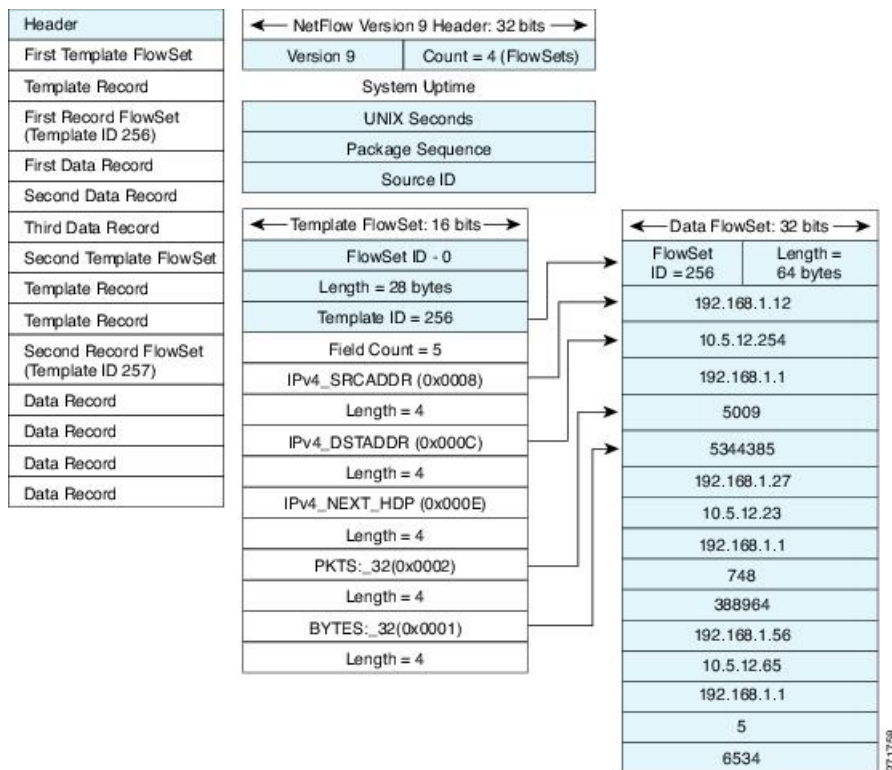 Header
First Template FlowSet
Template Record
First Record FlowSet
(Template ID 256)
First Data Record
Second Data Record
Third Data Record
Second Template FlowSet
Template Record
Template Record
Second Record FlowSet
(Template ID 257)
Data Record
Data Record
Data Record
Data Record
NetFlow Version 9 Header: 32 bits
Version 9
Count = 4 (FlowSets)
System Uptime
UNIX Seconds
Package Sequence
Source ID
Template FlowSet: 16 bits
FlowSet ID - 0
Length = 28 bytes
Template ID = 256
Field Count = 5
IPv4_SRCADDR (0x0008)
Length = 4
IPv4_DSTADDR (0x000C)
Length = 4
IPv4_NEXT_HDP (0x000E)
Length = 4
PKTS:_32(0x0002)
Length = 4
BYTES:_32(0x0001)
Length = 4
Data FlowSet: 32 bits
FlowSet
ID = 256
Length =
64 bytes
192.168.1.12
10.5.12.254
192.168.1.1
5009
5344385
192.168.1.27
10.5.12.23
192.168.1.1
748
388964
192.168.1.56
10.5.12.65
192.168.1.1
5
6534